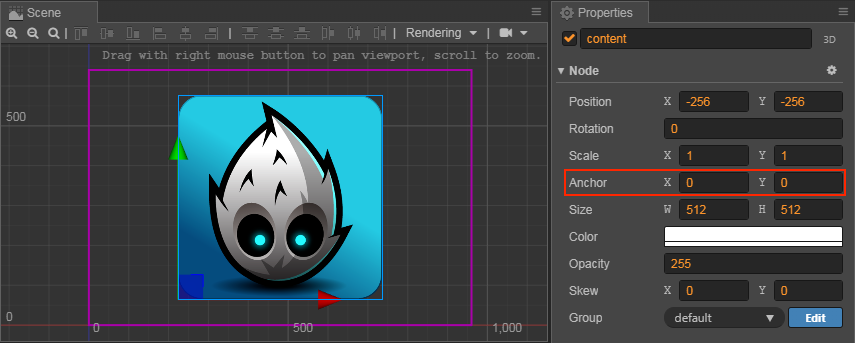 Scene
Rendering
Drag with right mouse button to pan viewport, scroll to zoom.
500
0
0
500
1,000
Properties
content
3D
Node
Position X -256 Y -256
Rotation 0
Scale X 1 Y 1
Anchor X 0 Y 0
Size W 512 H 512
Color
Opacity 255
Skew X 0 Y 0
Group default Edit